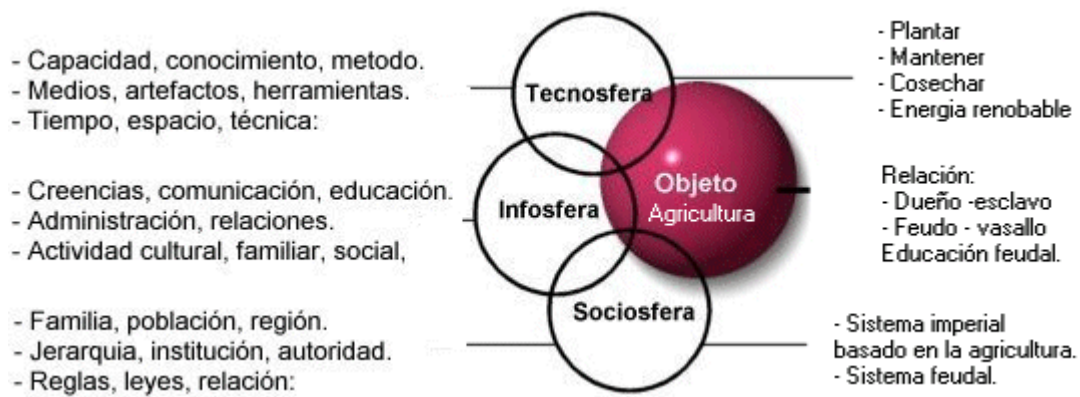 - Capacidad, conocimiento, metodo.
- Medios, artefactos, herramientas.
- Tiempo, espacio, técnica:
Tecnosfera
- Plantar
- Mantener
- Cosechar
- Energia renobable
- Creencias, comunicación, educación.
- Administración, relaciones.
- Actividad cultural, familiar, social,
Infosfera
Objeto
Agricultura
Relación:
- Dueño -esclavo
- Feudo - vasallo
Educación feudal.
- Familia, población, región.
- Jerarquia, institución, autoridad.
- Reglas, leyes, relación:
Sociosfera
- Sistema imperial
basado en la agricultura.
- Sistema feudal.